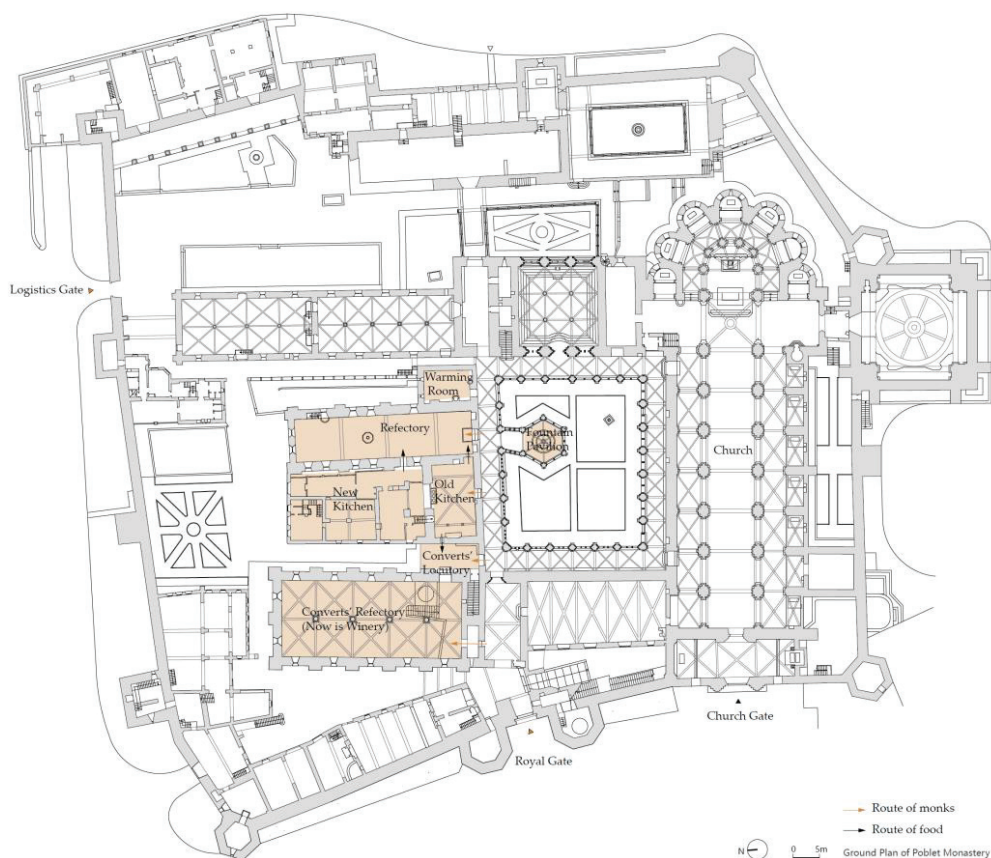 Logistics Gate
Warming
Room
Refectory
Fountain
Pavilion
Church
New
Kitchen
Old
Kitchen
Converts'
Locutory
Converts' Refectory
(Now is Winery)
Church Gate
Royal Gate
Route of monks
Route of food
N 0 5m Ground Plan of Poblet Monastery